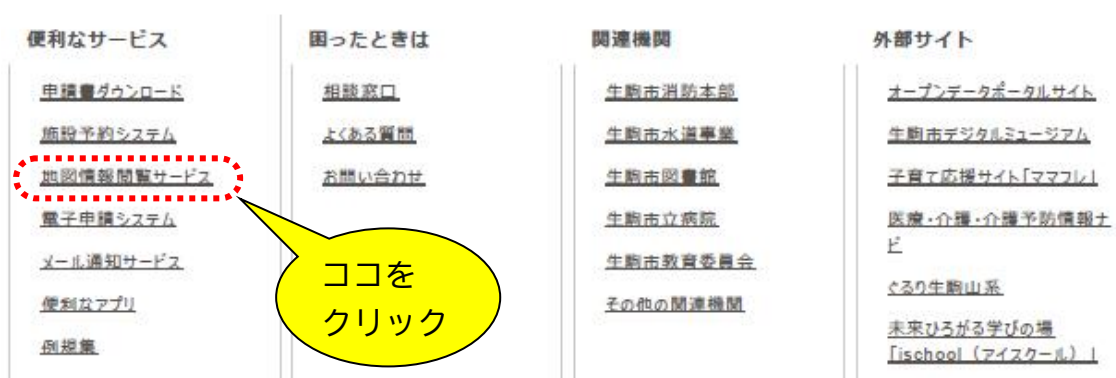 便利なサービス
申請書ダウンロード
施設予約システム
地図情報閲覧サービス
電子申請システム
メール通知サービス
便利なアプリ
例規集
困ったときは
相談窓口
よくある質問
お問い合わせ
ココを
クリック
関連機関
生駒市消防本部
生駒市水道事業
生駒市図書館
生駒市立病院
生駒市教育委員会
その他の関連機関
外部サイト
オープンデータポータルサイト
生駒市デジタルミュージアム
子育て応援サイト「ママフレ」
医療・介護・介護予防情報ナ
ビ
ぐるり生駒山系
未来ひろがる学びの場
「ischool（アイスクール）」